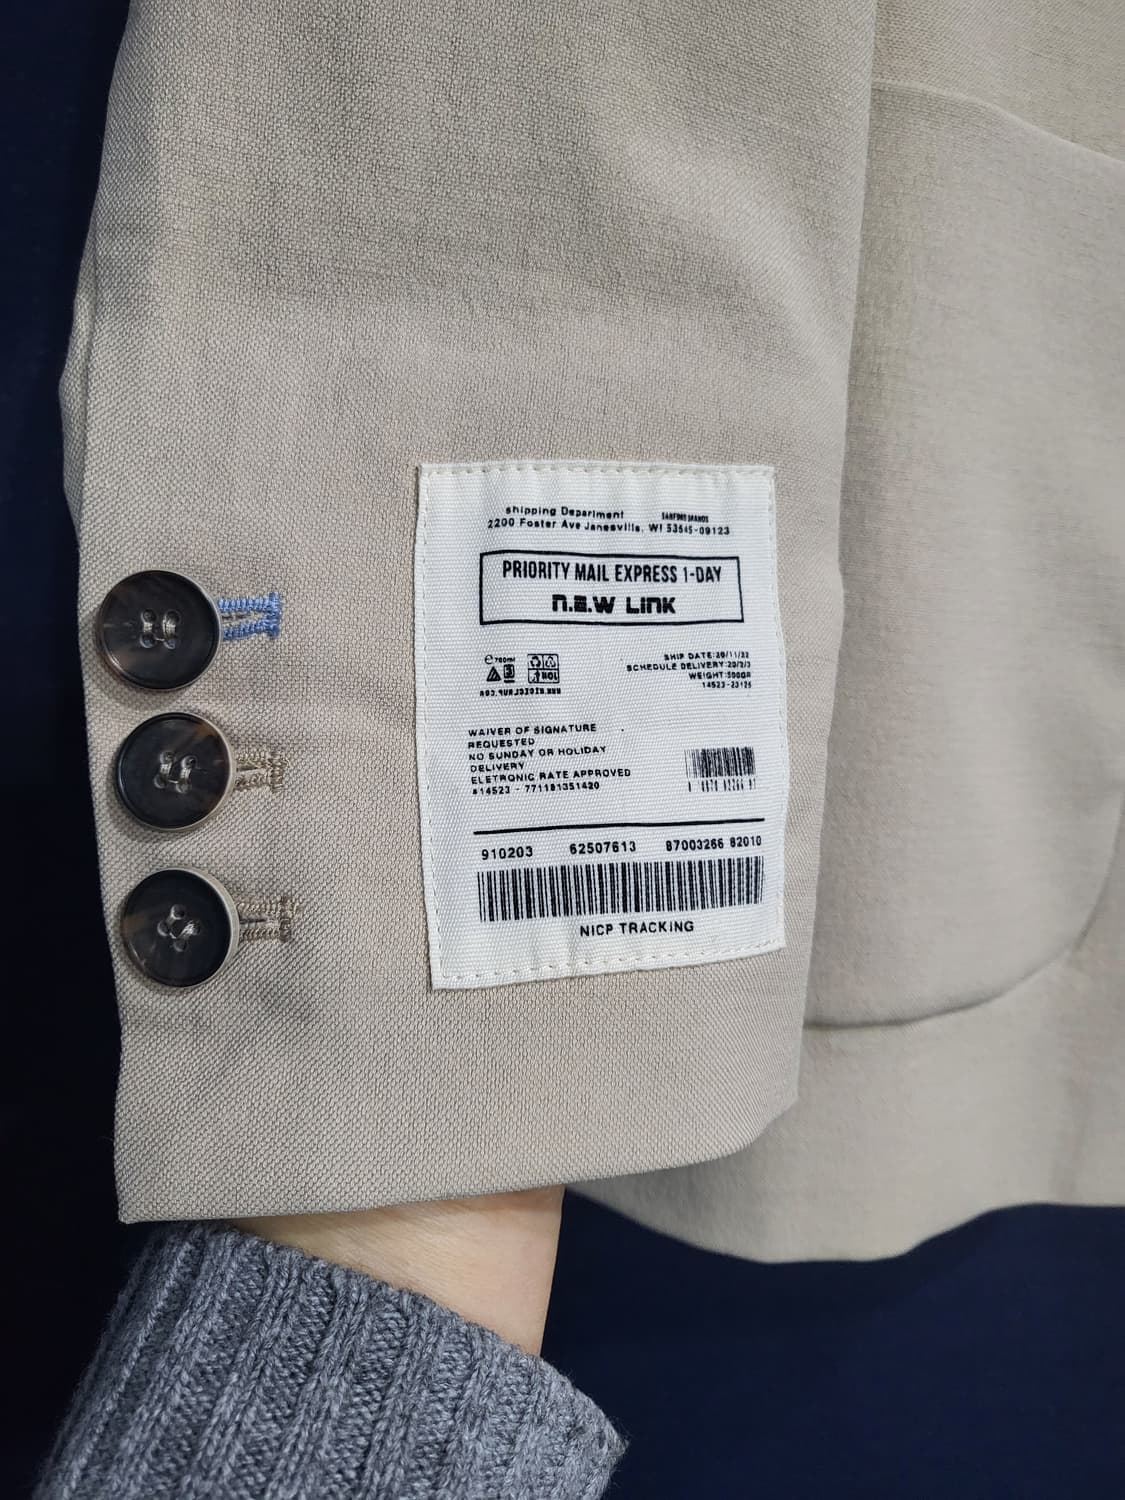 shipping Department
2200 Foster Ave Janesville, WI 53545-09123
PRIORITY MAIL EXPRESS 1-DAY
n.e.w Link
SHIP DATE:20/11/22
SCHEDULE DELIVERY:20/2/3
WEIGHT:500GR
14523-23125
WAIVER OF SIGNATURE
REQUESTED
NO SUNDAY OR HOLIDAY
DELIVERY
ELETRONIC RATE APPROVED
#14523 - 771181351420
910203 62507613 87003266 82010
NICP TRACKING